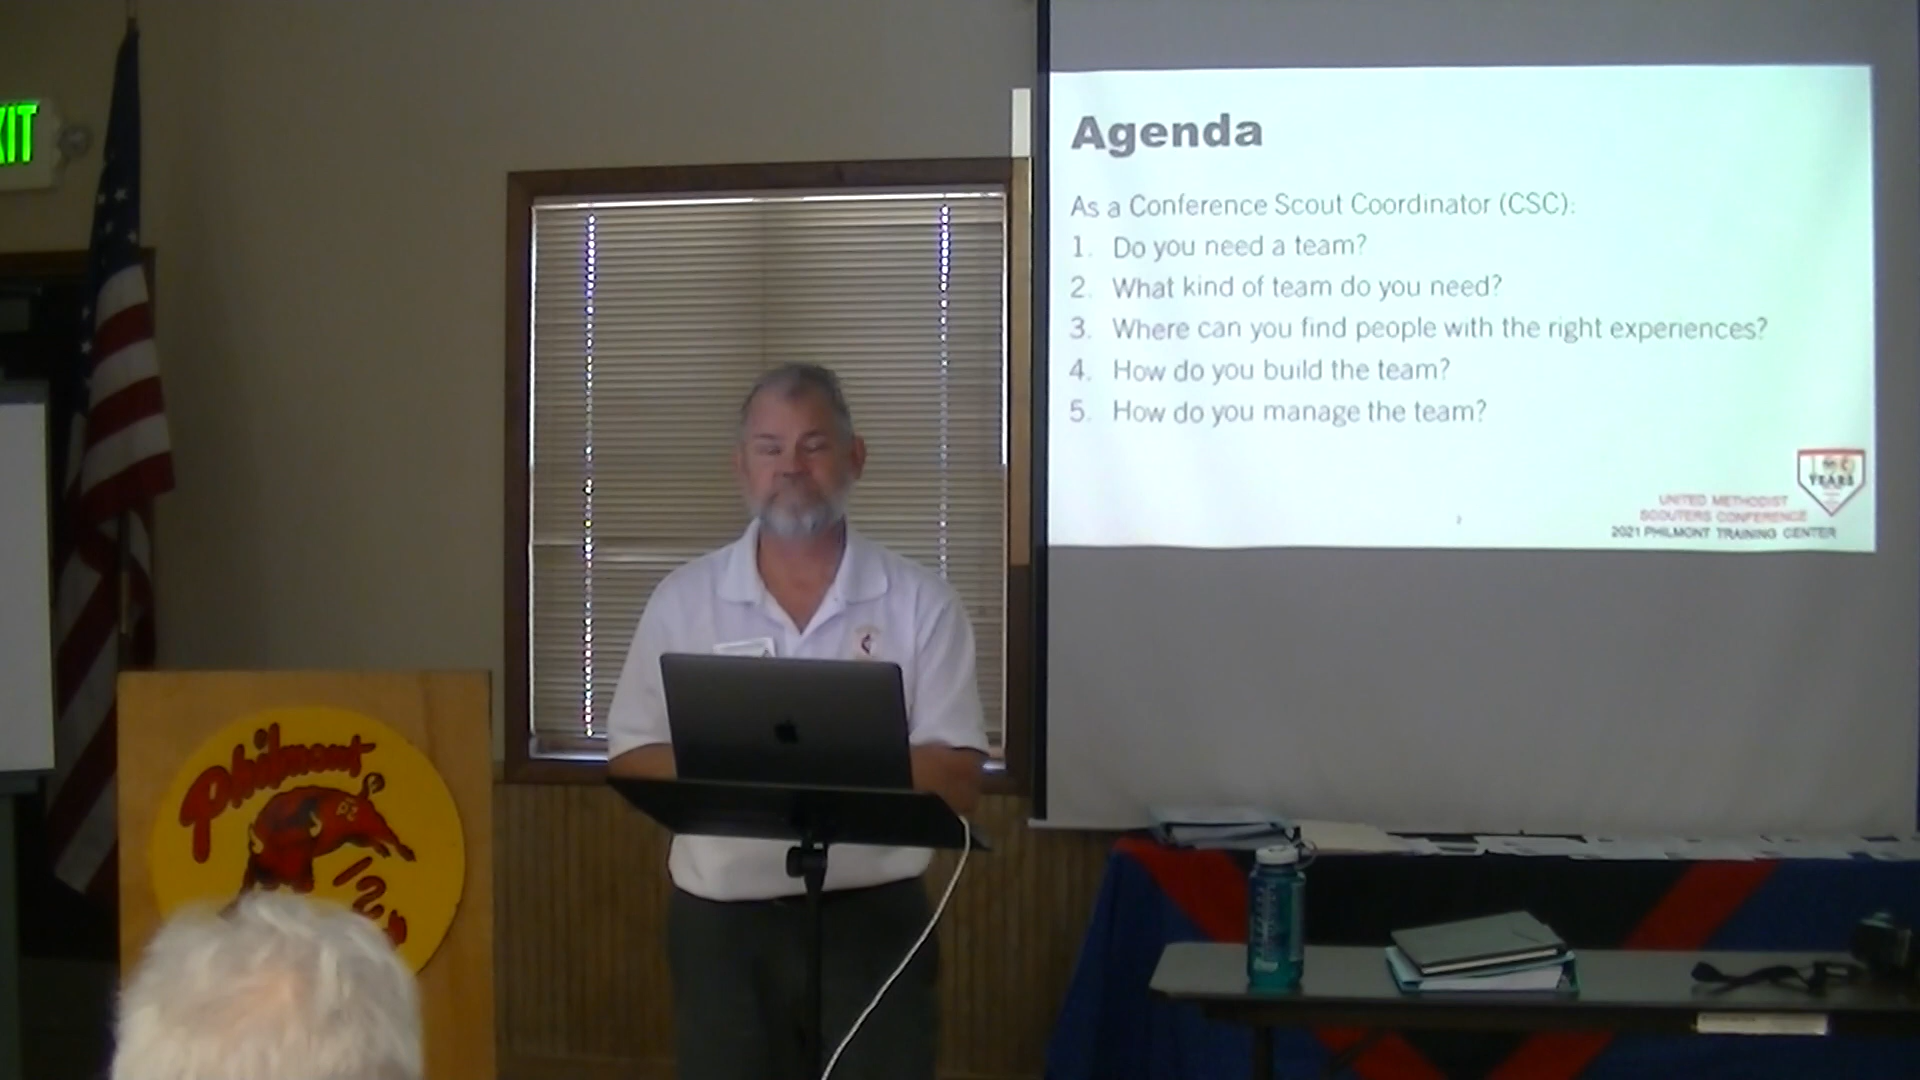 Agenda
As a Conference Scout Coordinator (CSC):
1. Do you need a team?
2. What kind of team do you need?
3. Where can you find people with the right experiences?
4. How do you build the team?
5. How do you manage the team?
YEARS
UNITED METHODIST
SCOUTERS CONFERENCE
2021 PHILMONT TRAINING CENTER
2
XIT
Philmont